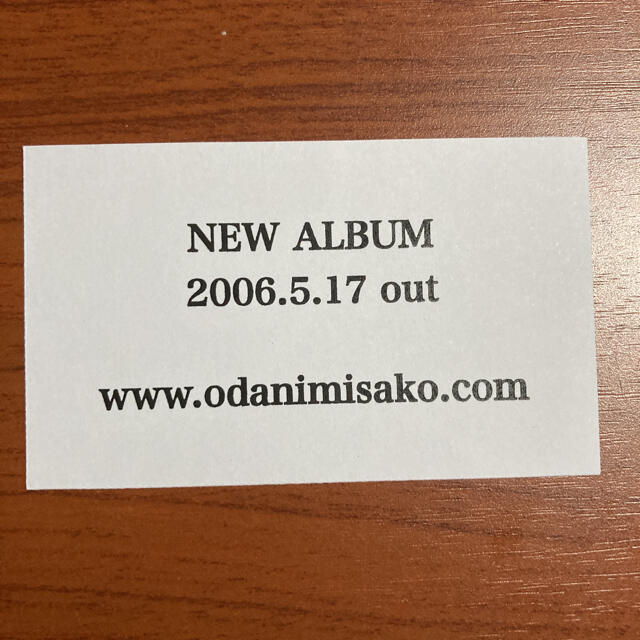 NEW ALBUM
2006.5.17 out
www.odanimisako.com